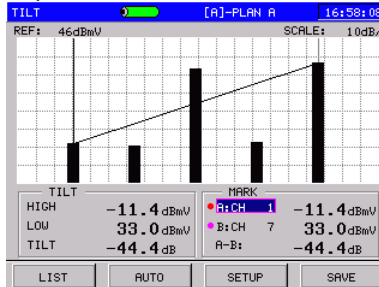 TILT [A]-PLAN A 16:58:08
REF: 46dBmV SCALE: 10dB/
TILT
HIGH -11.4dBmV
LOW 33.0dBmV
TILT -44.4dB
MARK
A:CH 1 -11.4dBmV
B:CH 7 33.0dBmV
A-B: -44.4dB
LIST AUTO SETUP SAVE